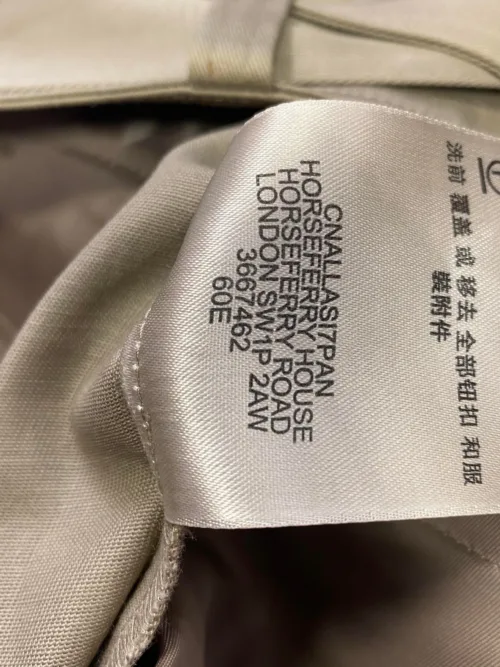 洗前 覆盖 或 移去 全部钮扣 和服
装附件
CNALLASI7PAN
HORSEFERRY HOUSE
HORSEFERRY ROAD
LONDON SW1P 2AW
3667462
60E